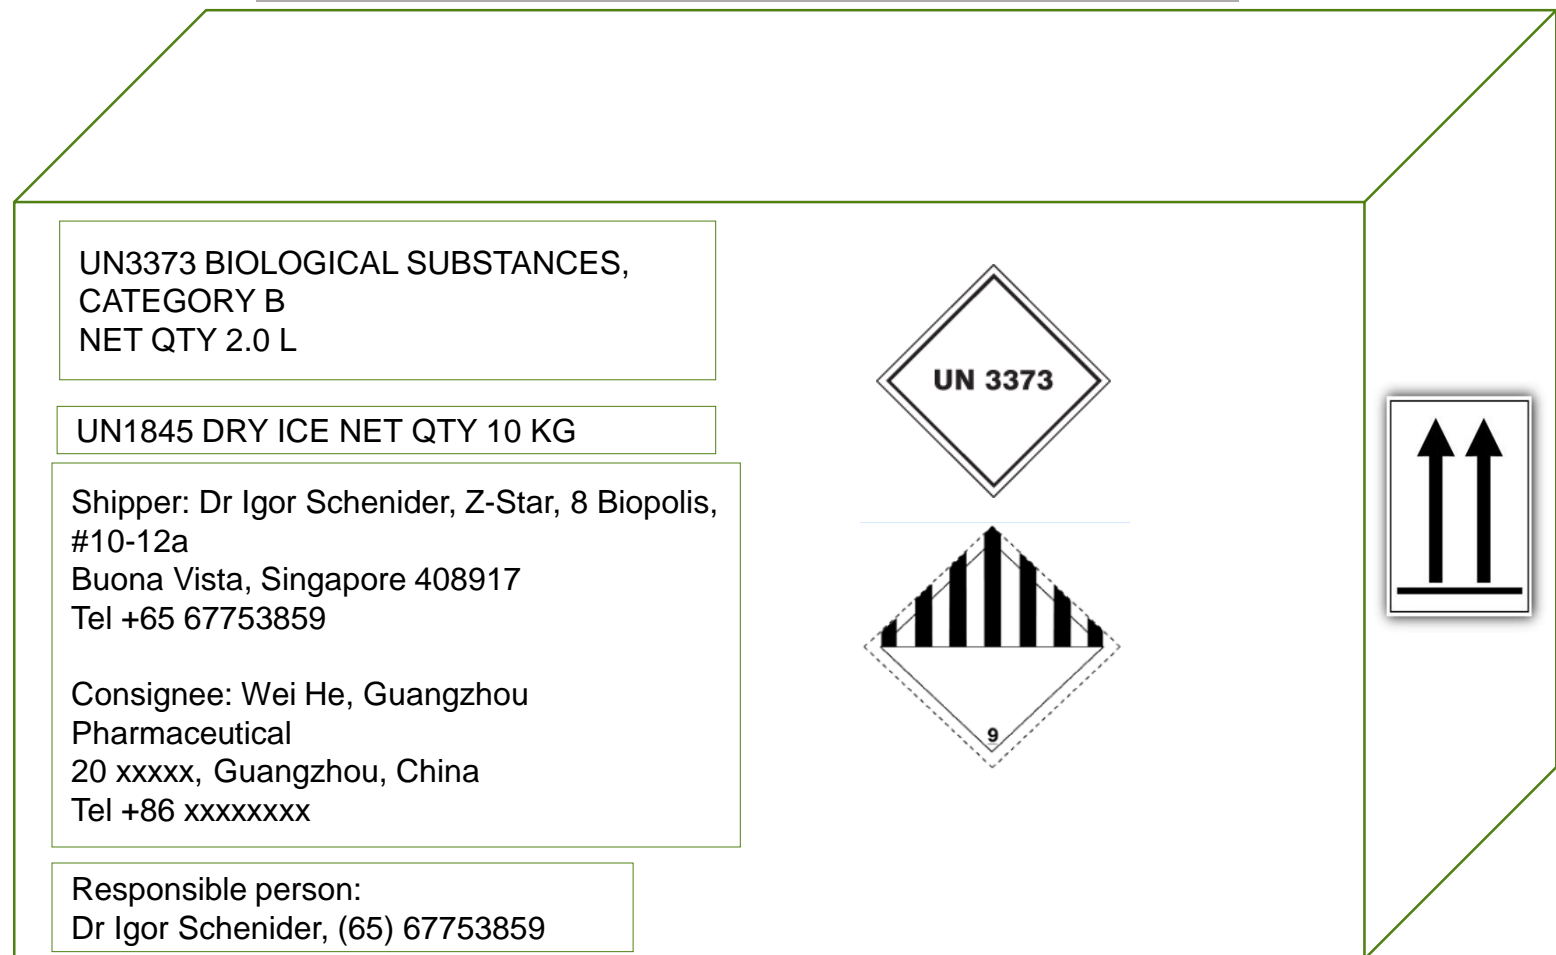 UN3373 BIOLOGICAL SUBSTANCES,
CATEGORY B
NET QTY 2.0 L
UN1845 DRY ICE NET QTY 10 KG
Shipper: Dr Igor Schenider, Z-Star, 8 Biopolis,
#10-12a
Buona Vista, Singapore 408917
Tel +65 67753859
Consignee: Wei He, Guangzhou
Pharmaceutical
20 xxxxx, Guangzhou, China
Tel +86 xxxxxxxx
Responsible person:
Dr Igor Schenider, (65) 67753859
UN 3373
9